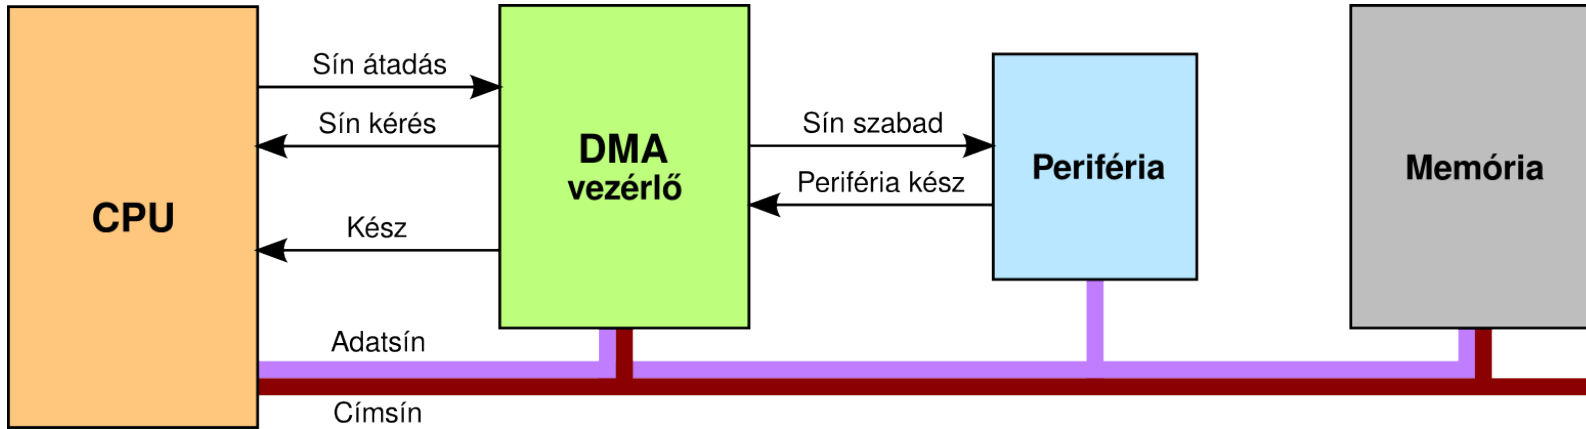 CPU
Sín átadás
Sín kérés
Kész
DMA
vezérlő
Sín szabad
Periféria kész
Periféria
Memória
Adatsín
Címsín